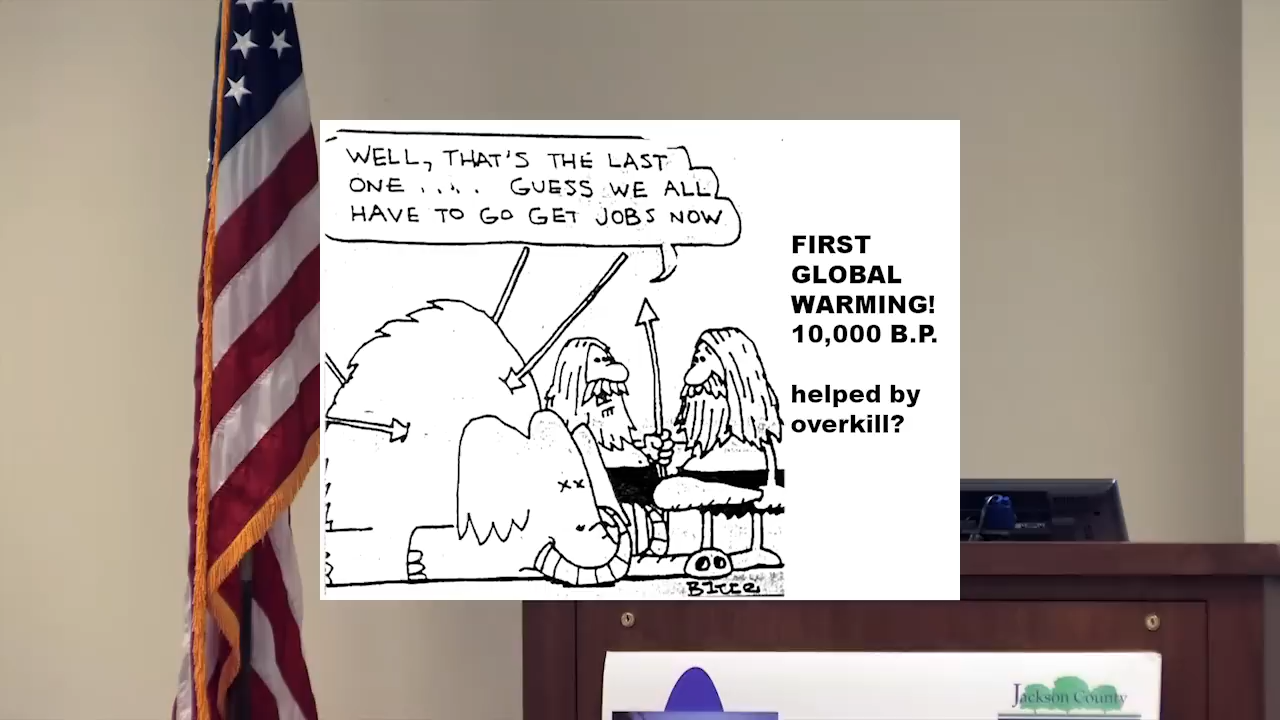 WELL, THAT'S THE LAST
ONE . . . . GUESS WE ALL
HAVE TO GO GET JOBS NOW
FIRST
GLOBAL
WARMING!
10,000 B.P.
helped by
overkill?
Jackson County